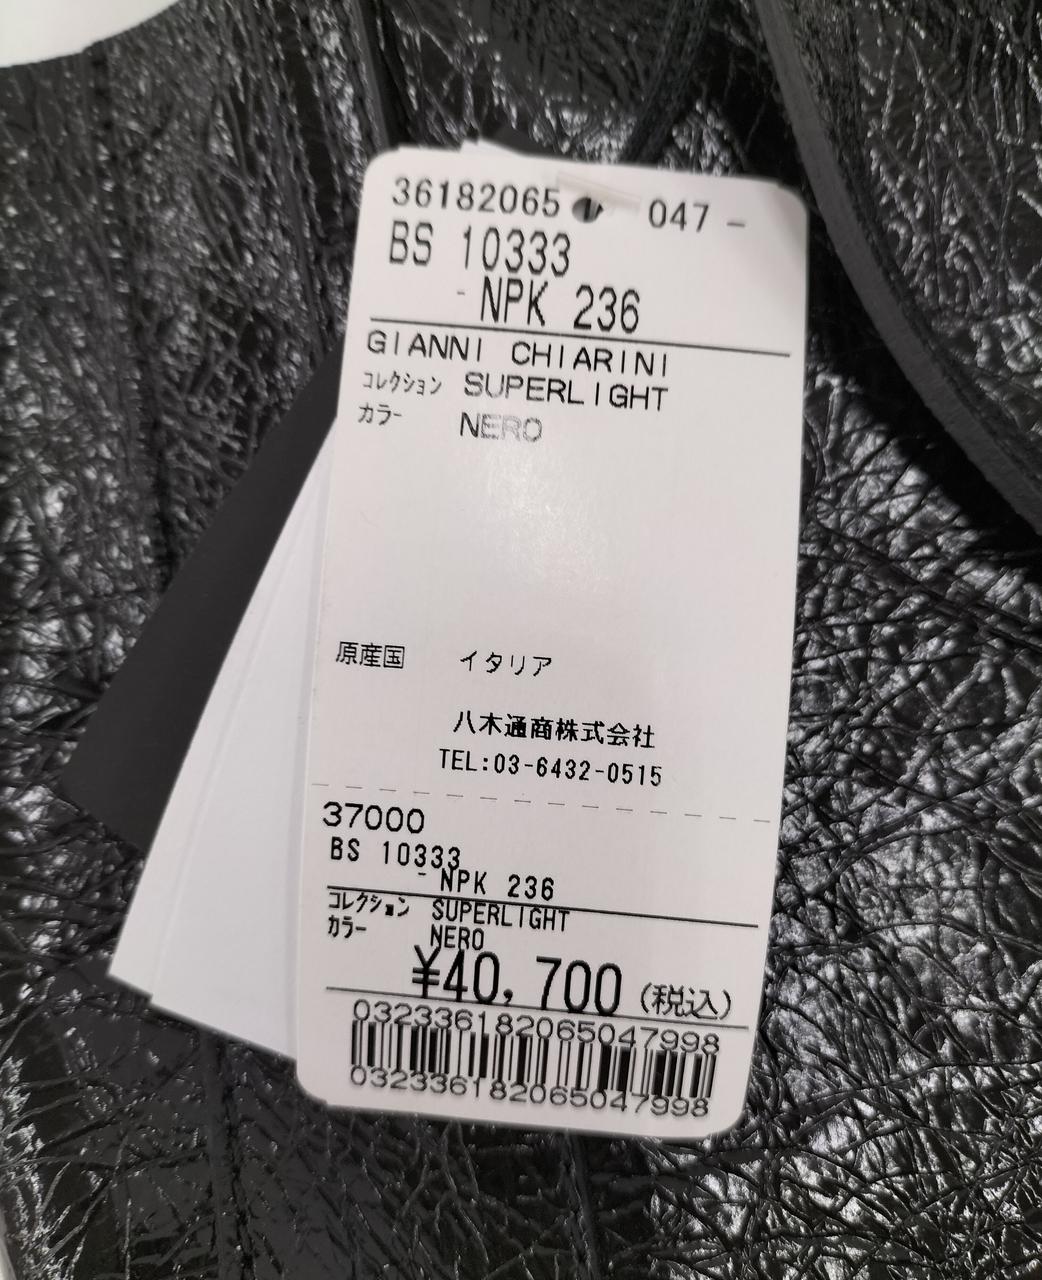 36182065 047 -
BS 10333
- NPK 236
GIANNI CHIARINI
コレクション SUPERLIGHT
カラー NERO
原産国 イタリア
八木通商株式会社
TEL:03-6432-0515
37000
BS 10333
- NPK 236
コレクション SUPERLIGHT
カラー NERO
¥40,700 (税込)
032336182065047998
032336182065047998